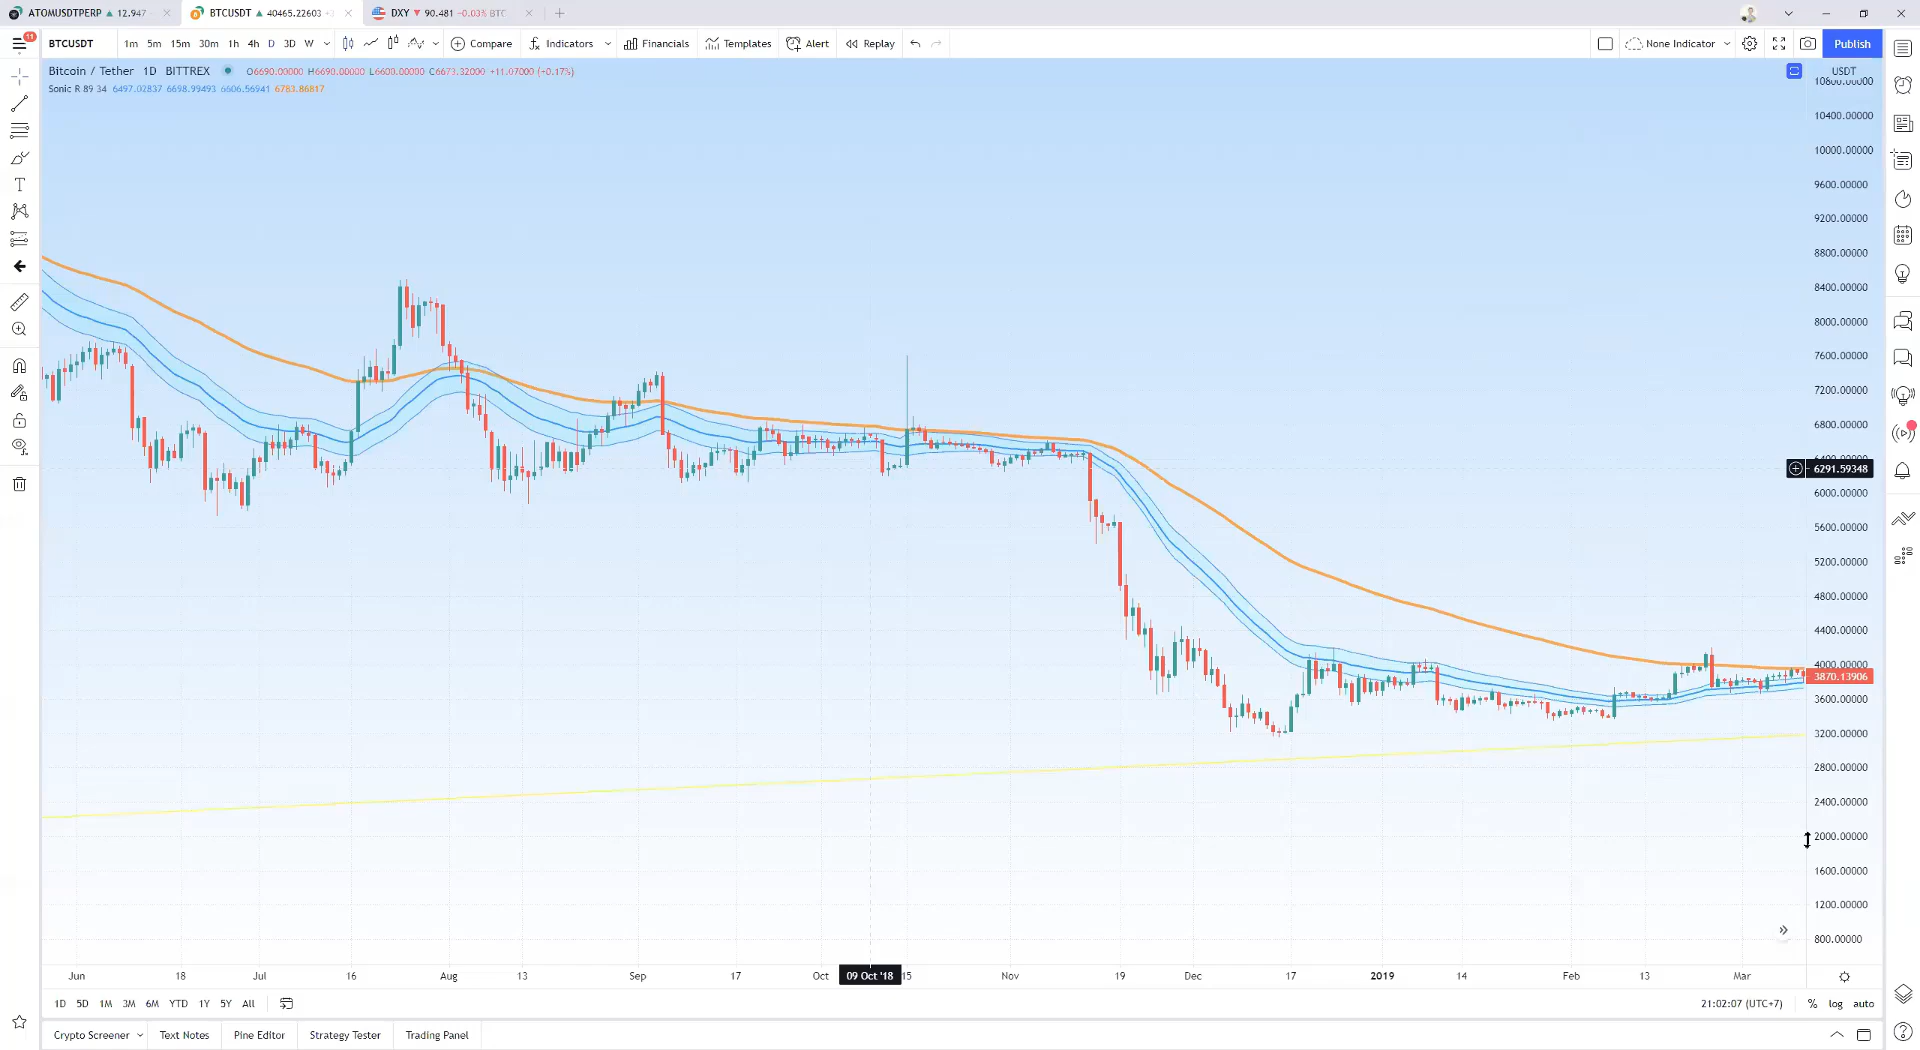 ATOMUSDTPERP ▲ 12.947
BTCUSDT ▲ 40465.22603
DXY ▼ 90.481 −0.03% BTC
11
BTCUSDT 1m 5m 15m 30m 1h 4h D 3D W Compare Indicators Financials Templates Alert Replay None Indicator Publish
Bitcoin / Tether 1D BITTREX O6690.00000 H6690.00000 L6600.00000 C6673.32000 +11.07000 (+0.17%)
Sonic R 89 34 6497.02837 6698.99493 6606.56941 6783.86817
USDT
10800.00000
10400.00000
10000.00000
9600.00000
9200.00000
8800.00000
8400.00000
8000.00000
7600.00000
7200.00000
6800.00000
6400.00000
6291.59348
6000.00000
5600.00000
5200.00000
4800.00000
4400.00000
4000.00000
3870.13906
3600.00000
3200.00000
2800.00000
2400.00000
2000.00000
1600.00000
1200.00000
800.00000
Jun 18 Jul 16 Aug 13 Sep 17 Oct 09 Oct '18 15 Nov 19 Dec 17 2019 14 Feb 13 Mar
1D 5D 1M 3M 6M YTD 1Y 5Y All
21:02:07 (UTC+7) % log auto
Crypto Screener Text Notes Pine Editor Strategy Tester Trading Panel